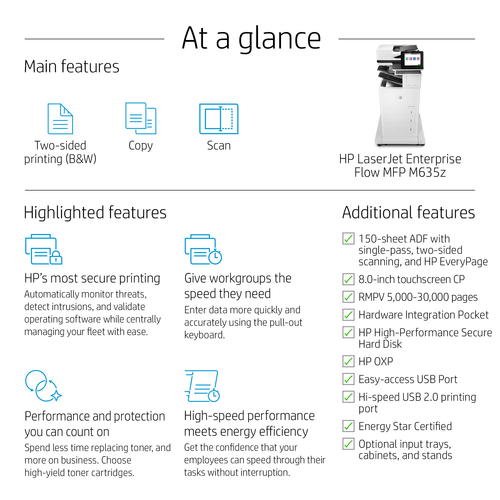 At a glance
Main features
Two-sided
printing (B&W)
Copy
Scan
HP LaserJet Enterprise
Flow MFP M635z
Highlighted features
HP's most secure printing
Automatically monitor threats,
detect intrusions, and validate
operating software while centrally
managing your fleet with ease.
Give workgroups the
speed they need
Enter data more quickly and
accurately using the pull-out
keyboard.
Performance and protection
you can count on
Spend less time replacing toner, and
more on business. Choose
high-yield toner cartridges.
High-speed performance
meets energy efficiency
Get the confidence that your
employees can speed through their
tasks without interruption.
Additional features
150-sheet ADF with
single-pass, two-sided
scanning, and HP EveryPage
8.0-inch touchscreen CP
RMPV 5,000-30,000 pages
Hardware Integration Pocket
HP High-Performance Secure
Hard Disk
HP OXP
Easy-access USB Port
Hi-speed USB 2.0 printing
port
Energy Star Certified
Optional input trays,
cabinets, and stands